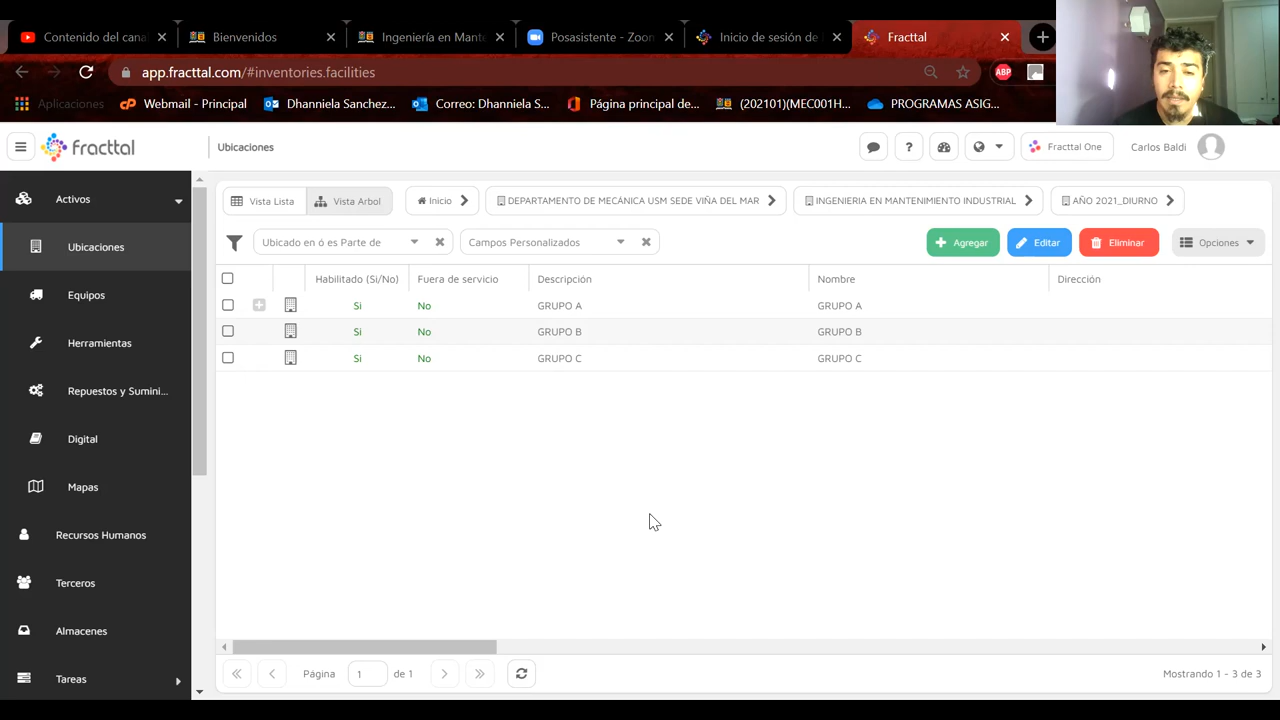 Contenido del cana
Bienvenidos
Ingeniería en Mante
Posasistente - Zoon
Inicio de sesión de
Fracttal
app.fracttal.com/#inventories.facilities
ABP
Aplicaciones
Webmail - Principal
Dhanniela Sanchez...
Correo: Dhanniela S...
Página principal de...
(202101)(MEC001H...
PROGRAMAS ASIG...
fracttal
Ubicaciones
?
Fracttal One
Carlos Baldi
Activos
Ubicaciones
Equipos
Herramientas
Repuestos y Sumini...
Digital
Mapas
Recursos Humanos
Terceros
Almacenes
Tareas
Vista Lista
Vista Arbol
Inicio
DEPARTAMENTO DE MECÁNICA USM SEDE VIÑA DEL MAR
INGENIERIA EN MANTENIMIENTO INDUSTRIAL
AÑO 2021_DIURNO
Ubicado en ó es Parte de
Campos Personalizados
Agregar
Editar
Eliminar
Opciones
Habilitado (Si/No) Fuera de servicio Descripción Nombre Dirección
Si No GRUPO A GRUPO A
Si No GRUPO B GRUPO B
Si No GRUPO C GRUPO C
Página 1 de 1
Mostrando 1 - 3 de 3